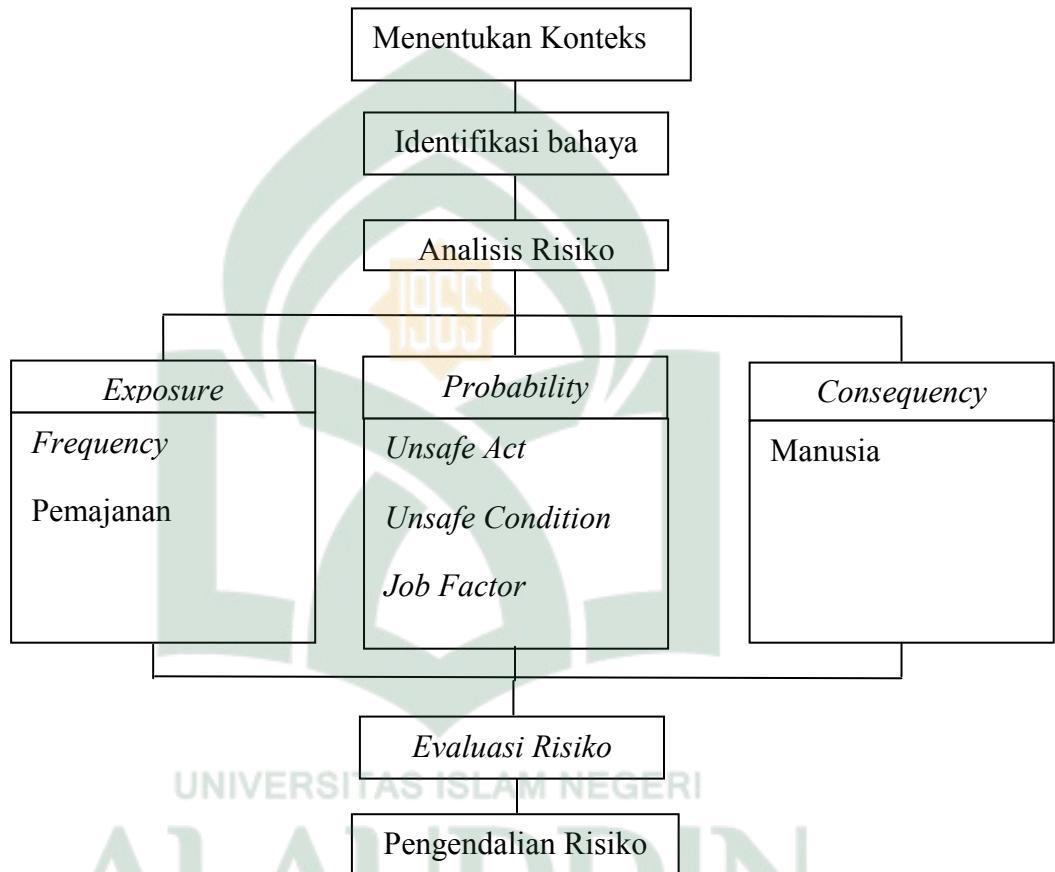 Menentukan Konteks
Identifikasi bahaya
Analisis Risiko
1965
Exposure
Frequency
Pemajanan
Probability
Unsafe Act
Unsafe Condition
Job Factor
Consequency
Manusia
Evaluasi Risiko
UNIVERSITAS ISLAM NEGERI
Pengendalian Risiko
ALAUDDIN